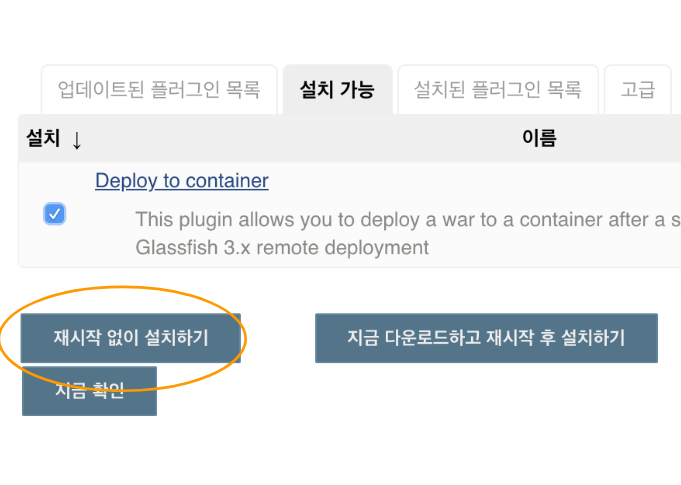 업데이트된 플러그인 목록 설치 가능 설치된 플러그인 목록 고급
설치 ↓ 이름
Deploy to container
This plugin allows you to deploy a war to a container after a s
Glassfish 3.x remote deployment
재시작 없이 설치하기 지금 다운로드하고 재시작 후 설치하기
지금 확인